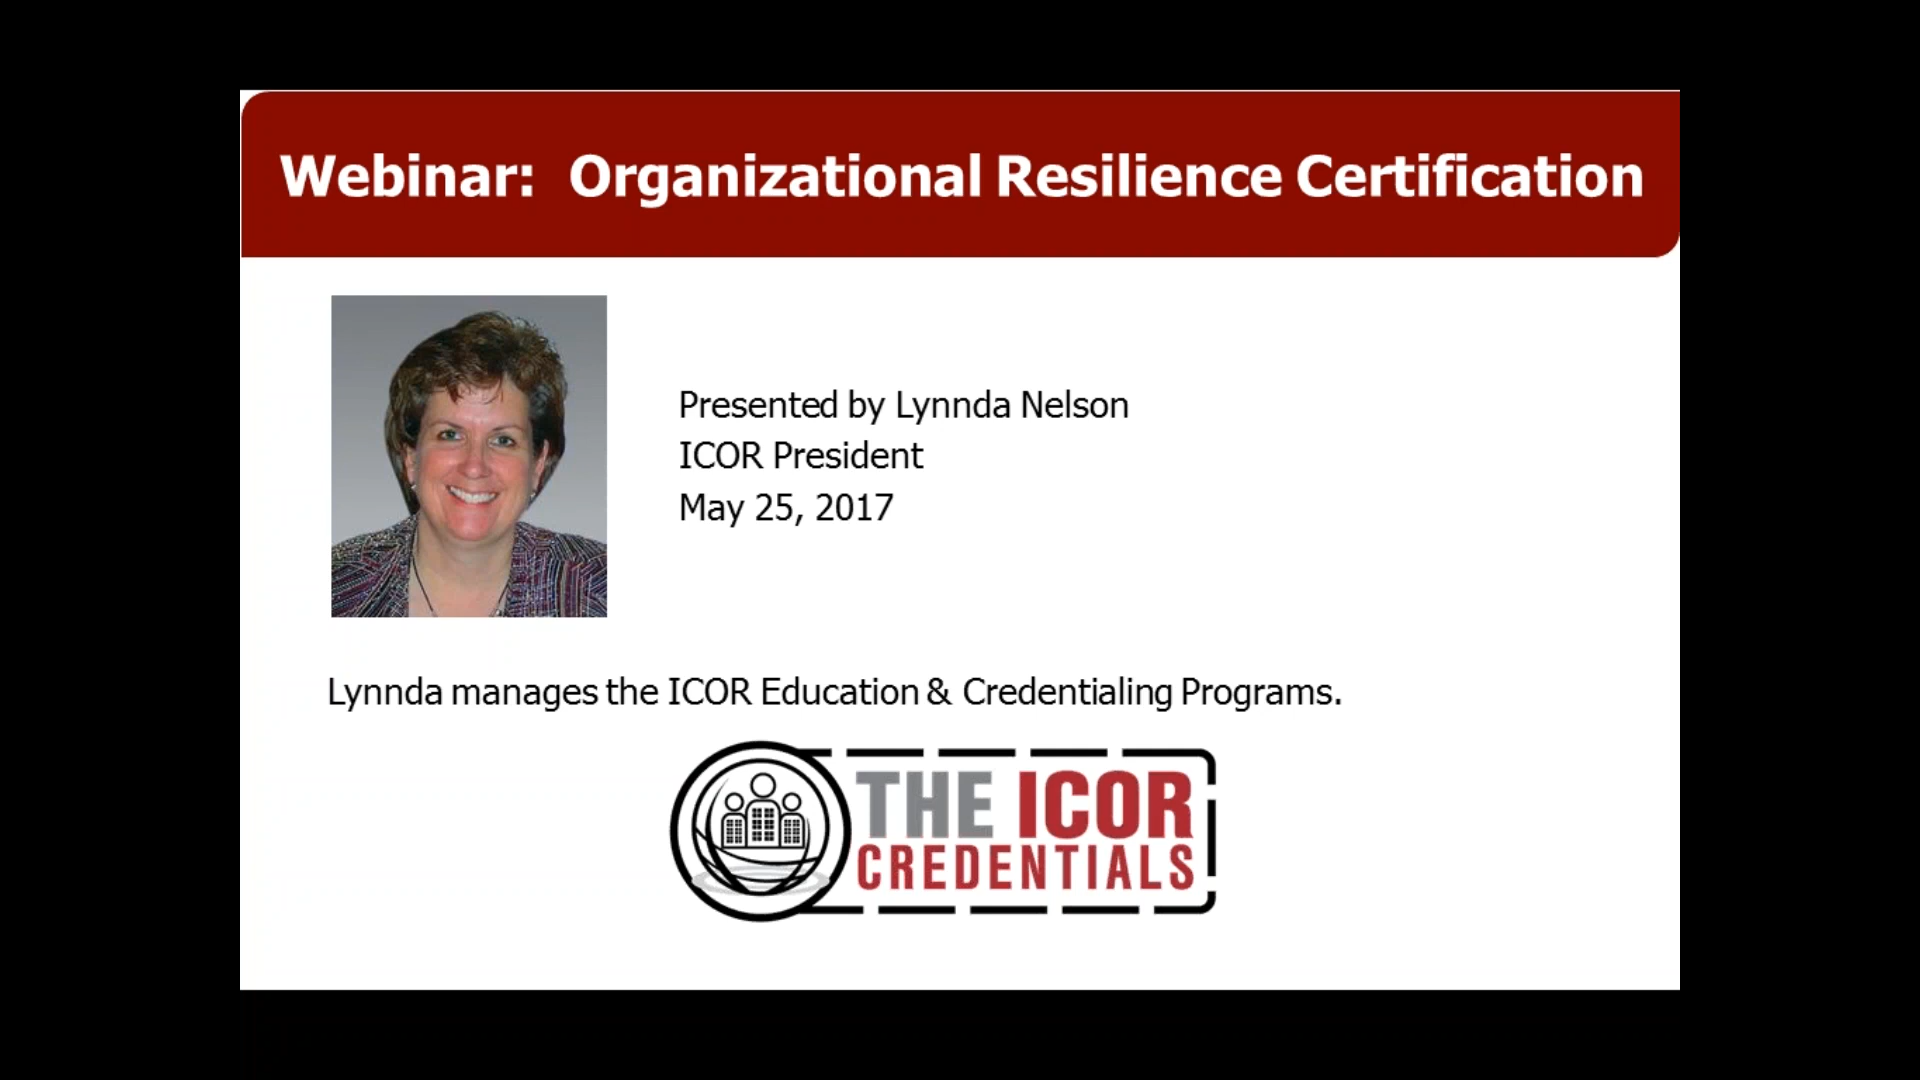 Webinar: Organizational Resilience Certification
Presented by Lynnda Nelson
ICOR President
May 25, 2017
Lynnda manages the ICOR Education & Credentialing Programs.
THE ICOR
CREDENTIALS